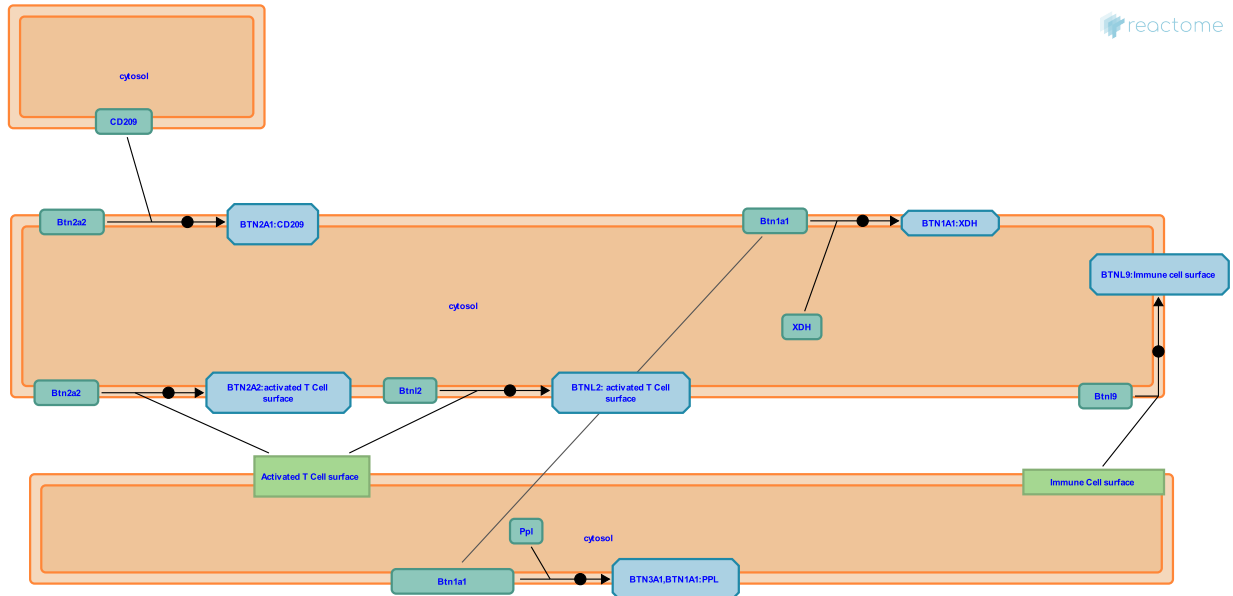 reactome
cytosol
CD209
Btn2a2
BTN2A1:CD209
Btn1a1
BTN1A1:XDH
BTNL9:Immune cell surface
cytosol
XDH
Btn2a2
BTN2A2:activated T Cell
surface
Btnl2
BTNL2: activated T Cell
surface
Btnl9
Activated T Cell surface
Immune Cell surface
Ppl
cytosol
Btn1a1
BTN3A1,BTN1A1:PPL